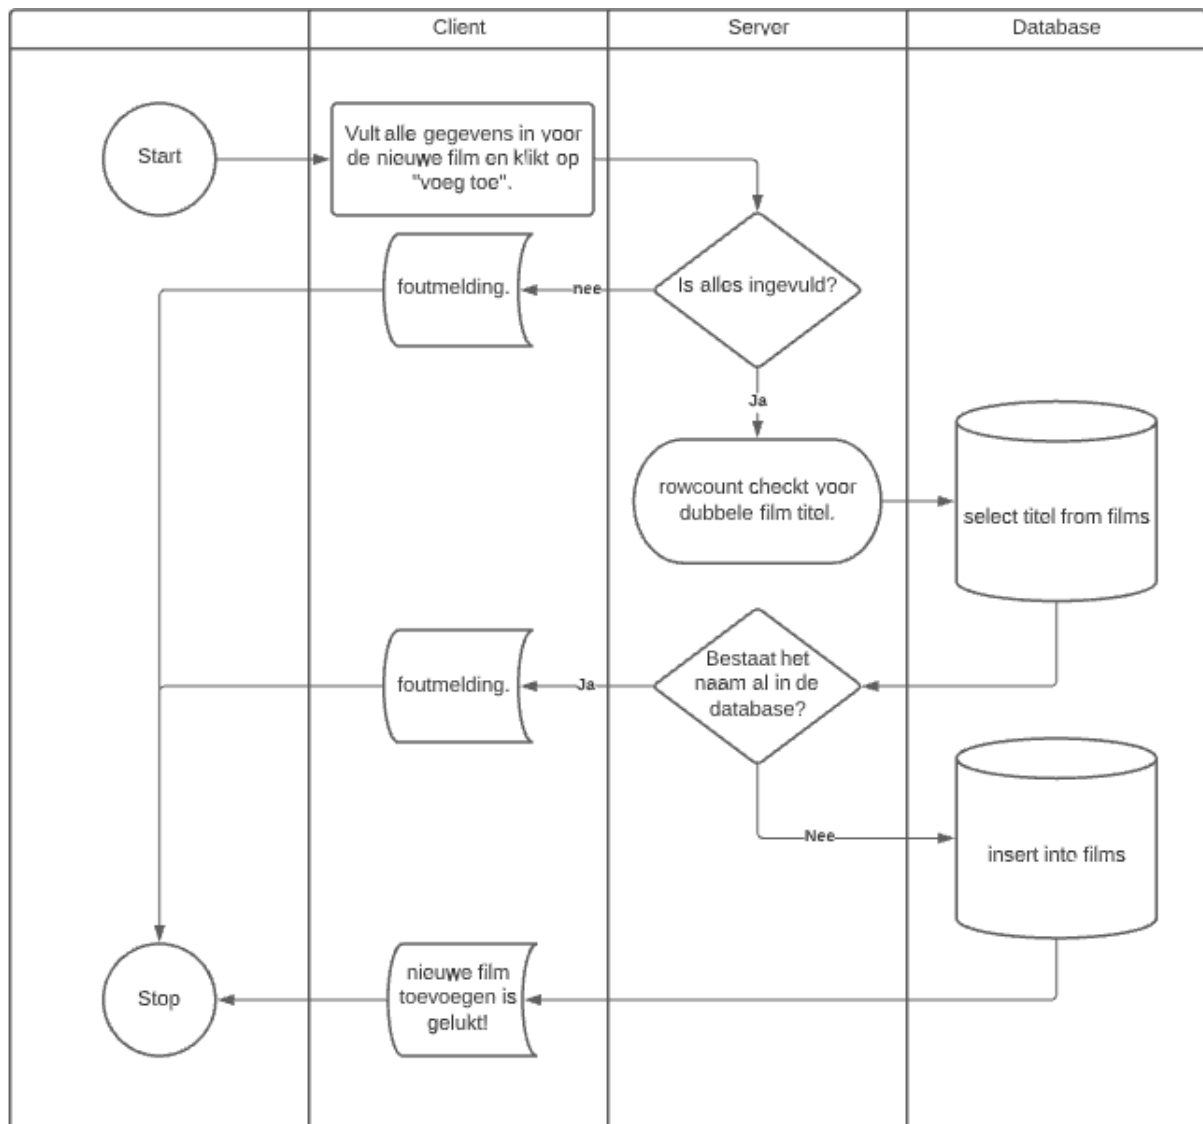 Client
Server
Database
Start
Vult alle gegevens in voor
de nieuwe film en klikt op
"voeg toe".
Is alles ingevuld?
nee
foutmelding.
Ja
rowcount checkt voor
dubbele film titel.
select titel from films
Bestaat het
naam al in de
database?
Ja
foutmelding.
Nee
insert into films
nieuwe film
toevoegen is
gelukt!
Stop